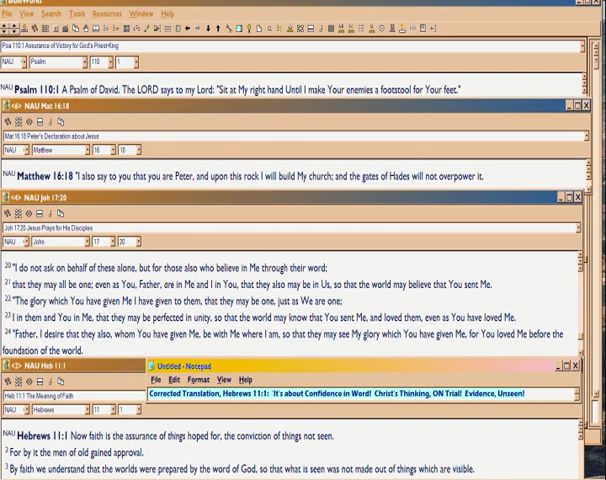 BibleWorks
File View Search Tools Resources Window Help
Psa 110:1 Assurance of Victory for God's Priest-King
NAU Psalm 110 1
NAU Psalm 110:1 A Psalm of David. The LORD says to my Lord: "Sit at My right hand Until I make Your enemies a footstool for Your feet."
<6> NAU Mat 16:18
Mat 16:18 Peter's Declaration about Jesus
NAU Matthew 16 18
NAU Matthew 16:18 "I also say to you that you are Peter, and upon this rock I will build My church; and the gates of Hades will not overpower it.
<4> NAU Joh 17:20
Joh 17:20 Jesus Prays for His Disciples
NAU John 17 20
20 "I do not ask on behalf of these alone, but for those also who believe in Me through their word;
21 that they may all be one; even as You, Father, are in Me and I in You, that they also may be in Us, so that the world may believe that You sent Me.
22 "The glory which You have given Me I have given to them, that they may be one, just as We are one;
23 I in them and You in Me, that they may be perfected in unity, so that the world may know that You sent Me, and loved them, even as You have loved Me.
24 "Father, I desire that they also, whom You have given Me, be with Me where I am, so that they may see My glory which You have given Me, for You loved Me before the
foundation of the world.
<2> NAU Heb 11:1
Untitled - Notepad
File Edit Format View Help
Heb 11:1 The Meaning of Faith
Corrected Translation, Hebrews 11:1: 'It's about Confidence in Word! Christ's Thinking, ON Trial! Evidence, Unseen!
NAU Hebrews 11 1
NAU Hebrews 11:1 Now faith is the assurance of things hoped for, the conviction of things not seen.
2 For by it the men of old gained approval.
3 By faith we understand that the worlds were prepared by the word of God, so that what is seen was not made out of things which are visible.